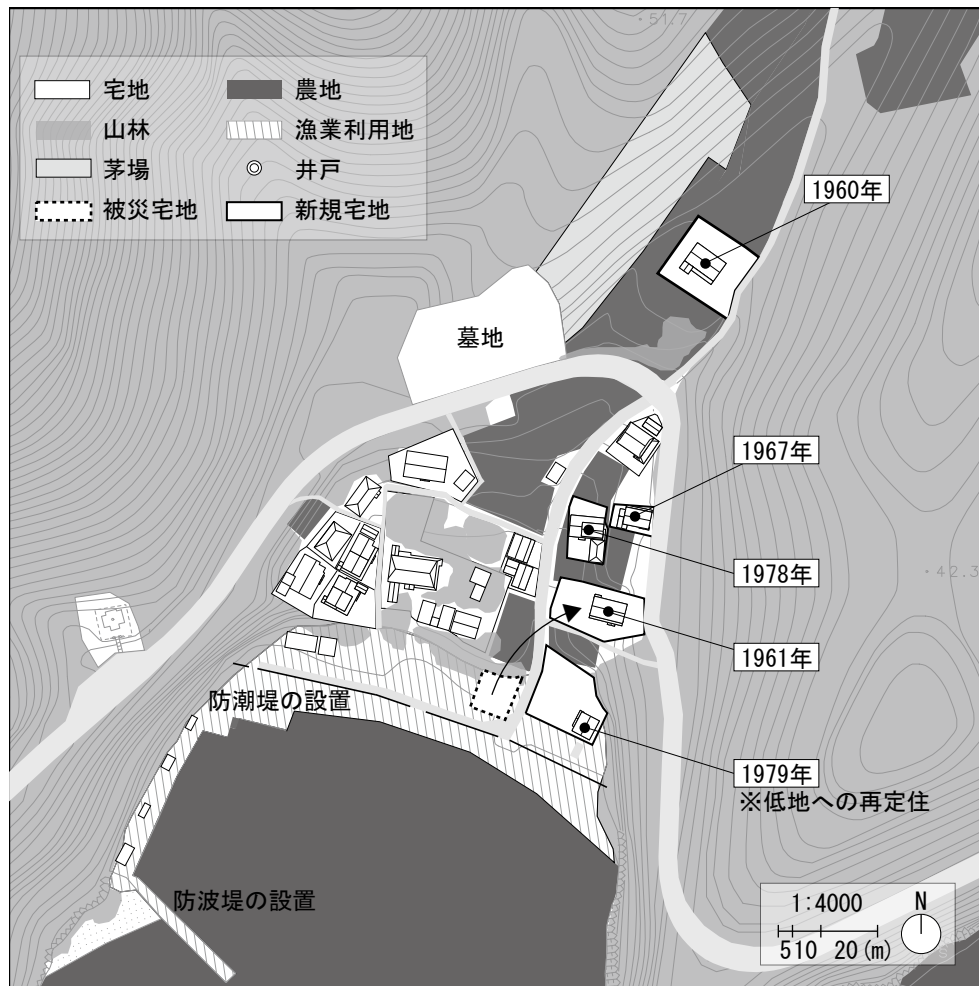 ・51.7
宅地
農地
山林
漁業利用地
茅場
井戸
被災宅地
新規宅地
1960年
墓地
1967年
1978年
・42.3
1961年
防潮堤の設置
1979年
※低地への再定住
防波堤の設置
1:4000
N
510 20(m)